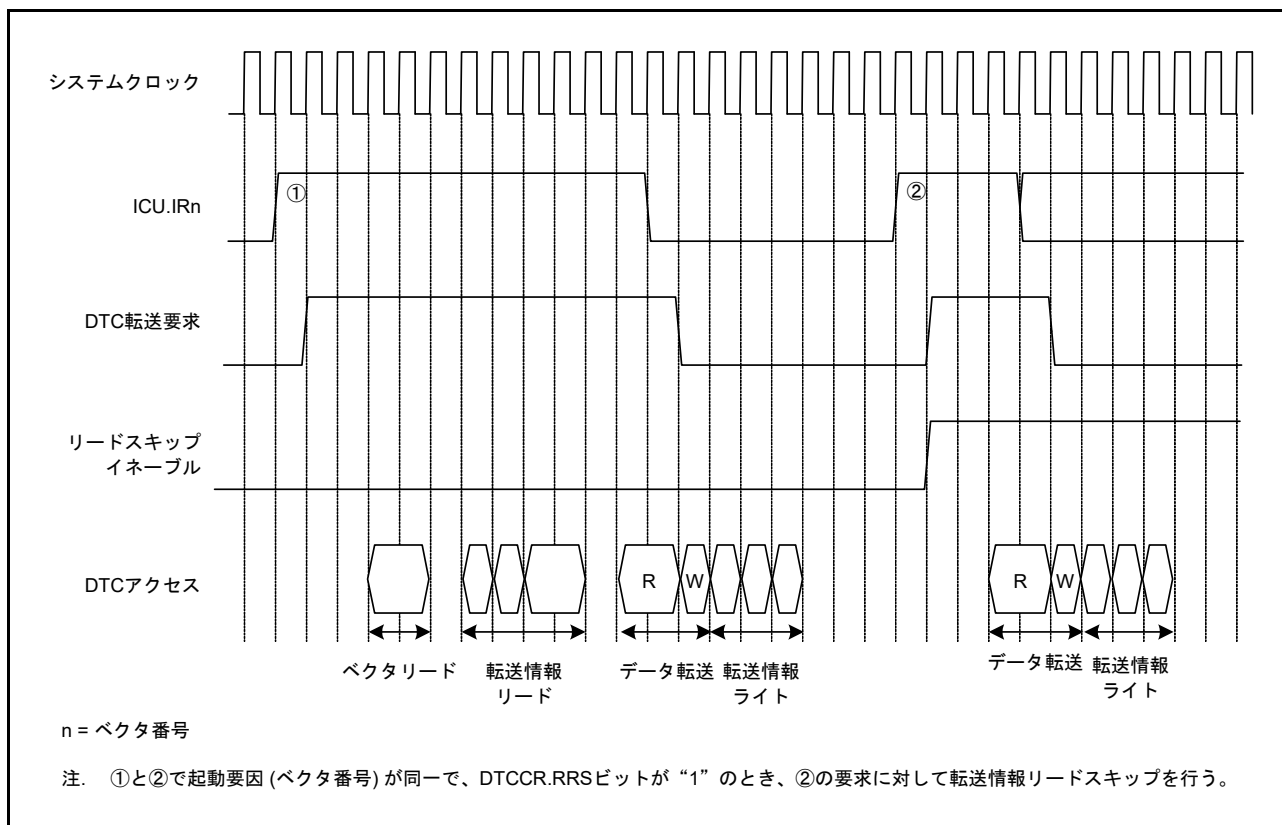 システムクロック
①
②
ICU.IRn
DTC転送要求
リードスキップ
イネーブル
DTCアクセス
R
W
R
W
ベクタリード
転送情報
リード
データ転送
転送情報
ライト
データ転送
転送情報
ライト
n = ベクタ番号
注. ①と②で起動要因 (ベクタ番号) が同一で、DTCCR.RRSビットが“1”のとき、②の要求に対して転送情報リードスキップを行う。